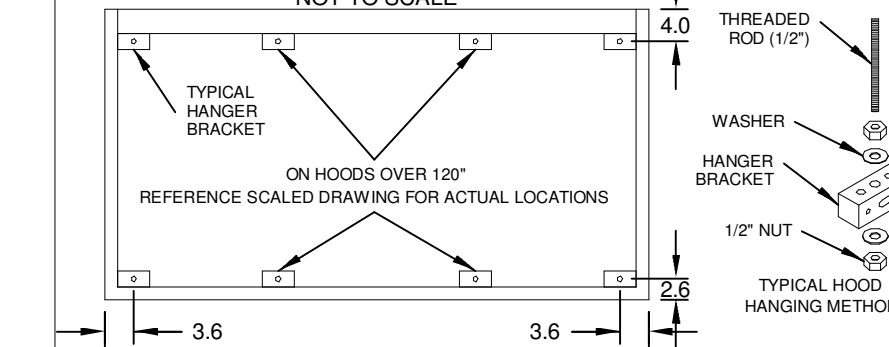 NOT TO SCALE
4.0
THREADED
ROD (1/2")
TYPICAL
HANGER
BRACKET
WASHER
HANGER
BRACKET
ON HOODS OVER 120"
REFERENCE SCALED DRAWING FOR ACTUAL LOCATIONS
1/2" NUT
2.6
TYPICAL HOOD
HANGING METHOD
3.6
3.6